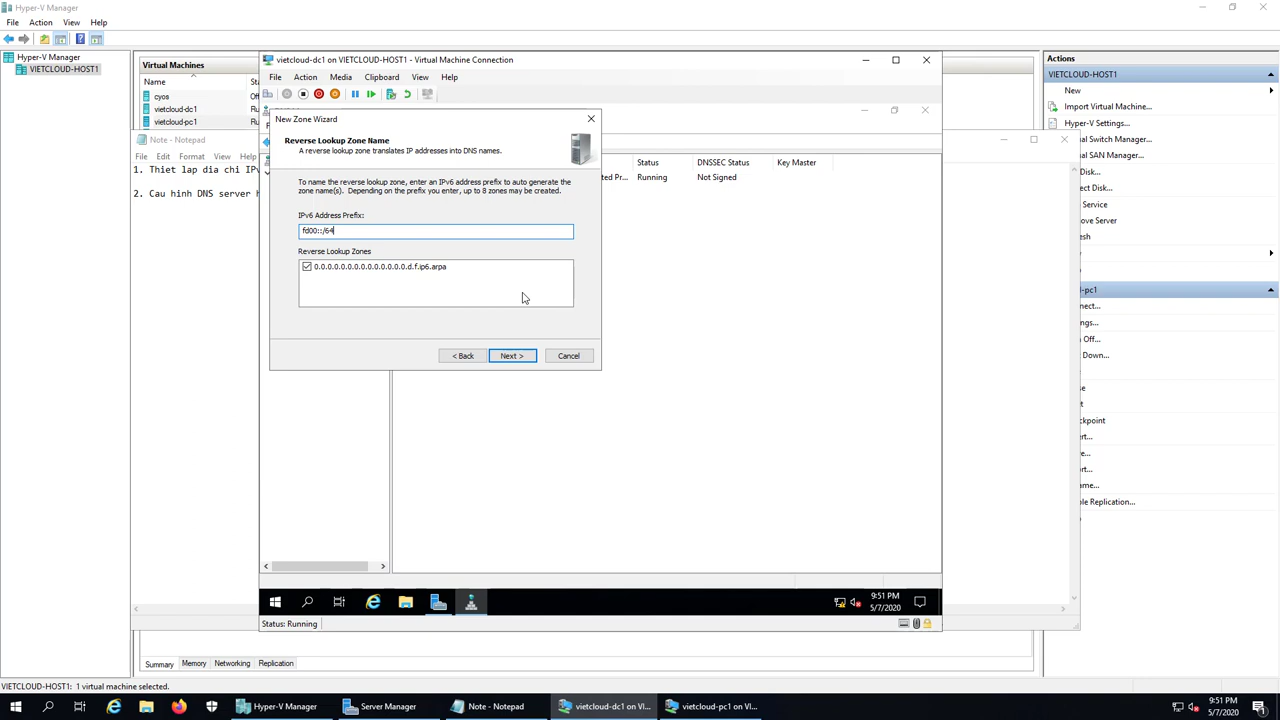 Hyper-V Manager
File Action View Help
Hyper-V Manager
VIETCLOUD-HOST1
Virtual Machines
Name
cyos
vietcloud-dc1
vietcloud-pc1
Note - Notepad
File Edit Format View Help
1. Thiet lap dia chi
2. Cau hinh DNS server
vietcloud-dc1 on VIETCLOUD-HOST1 - Virtual Machine Connection
File Action Media Clipboard View Help
New Zone Wizard
Reverse Lookup Zone Name
A reverse lookup zone translates IP addresses into DNS names.
To name the reverse lookup zone, enter an IPv6 address prefix to auto generate the
zone name(s). Depending on the prefix you enter, up to 8 zones may be created.
IPv6 Address Prefix:
fd00::/64
Reverse Lookup Zones
0.0.0.0.0.0.0.0.0.0.0.0.0.0.d.f.ip6.arpa
< Back Next > Cancel
Status DNSSEC Status Key Master
Running Not Signed
9:51 PM
5/7/2020
Status: Running
Actions
VIETCLOUD-HOST1
New
Import Virtual Machine...
Hyper-V Settings...
Virtual Switch Manager...
Virtual SAN Manager...
Disk...
Server
Summary Memory Networking Replication
VIETCLOUD-HOST1: 1 virtual machine selected.
Hyper-V Manager Server Manager Note - Notepad vietcloud-dc1 on VI... vietcloud-pc1 on VI...
9:51 PM
5/7/2020